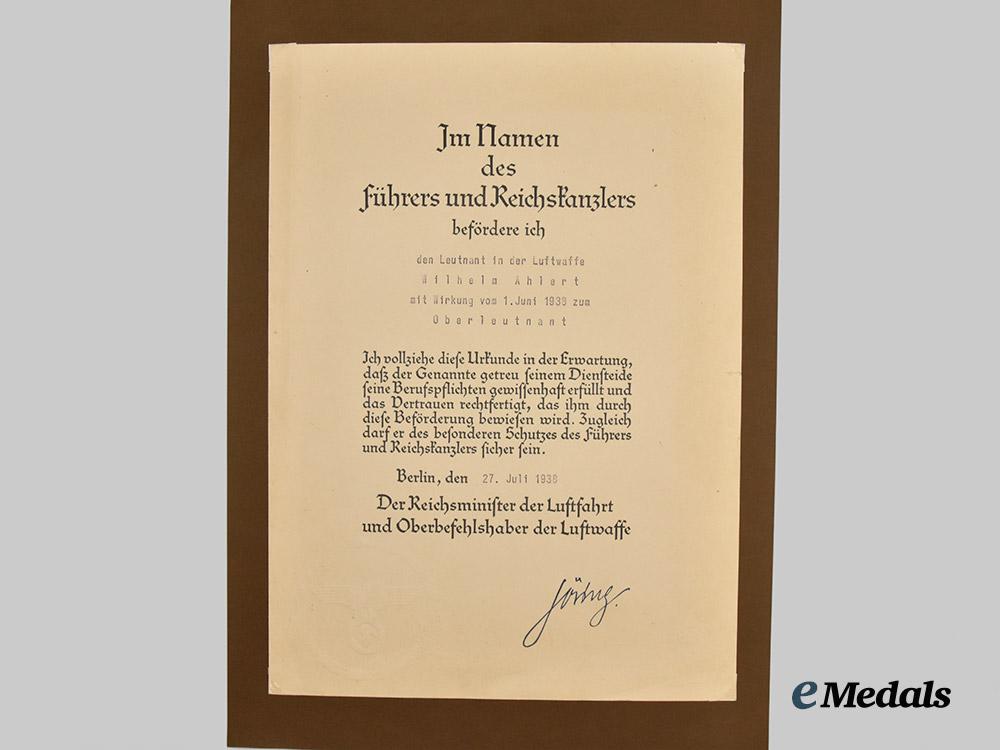 Im Namen
des
Führers und Reichskanzlers
befördere ich
den Leutnant in der Luftwaffe
Wilhelm Ahlert
mit Wirkung vom 1.Juni 1938 zum
Oberleutnant
Ich vollziehe diese Urkunde in der Erwartung,
daß der Genannte getreu seinem Diensteide
seine Berufspflichten gewissenhaft erfüllt und
das Vertrauen rechtfertigt, das ihm durch
diese Beförderung bewiesen wird. Zugleich
darf er des besonderen Schutzes des Führers
und Reichskanzlers sicher sein.
Berlin, den 27. Juli 1938
Der Reichsminister der Luftfahrt
und Oberbefehlshaber der Luftwaffe
Göring.
eMedals